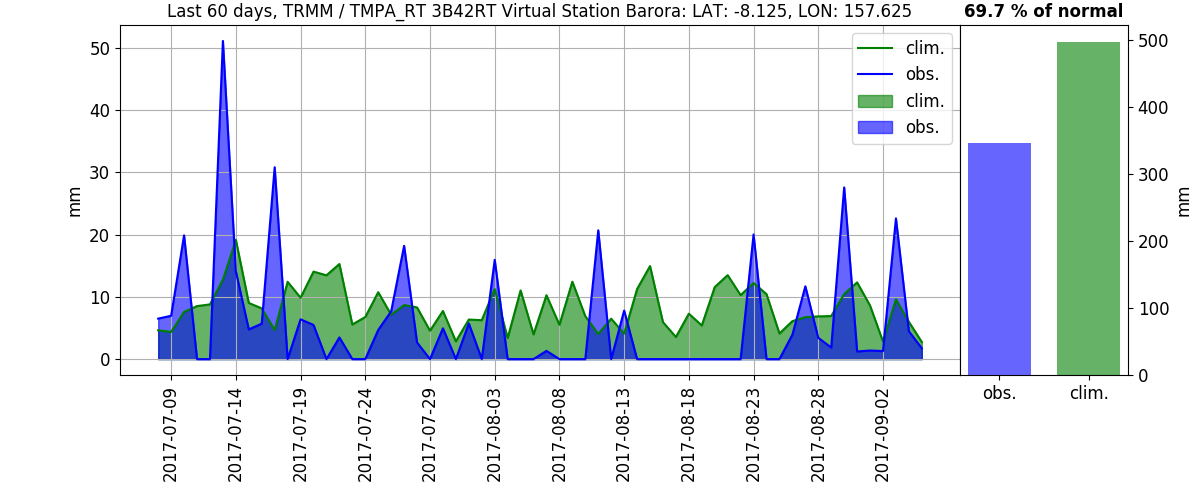 Last 60 days, TRMM / TMPA_RT 3B42RT Virtual Station Barora: LAT: -8.125, LON: 157.625
69.7 % of normal
clim.
obs.
clim.
obs.
50
40
30
20
10
0
mm
2017-07-09
2017-07-14
2017-07-19
2017-07-24
2017-07-29
2017-08-03
2017-08-08
2017-08-13
2017-08-18
2017-08-23
2017-08-28
2017-09-02
500
400
300
200
100
0
mm
obs.
clim.